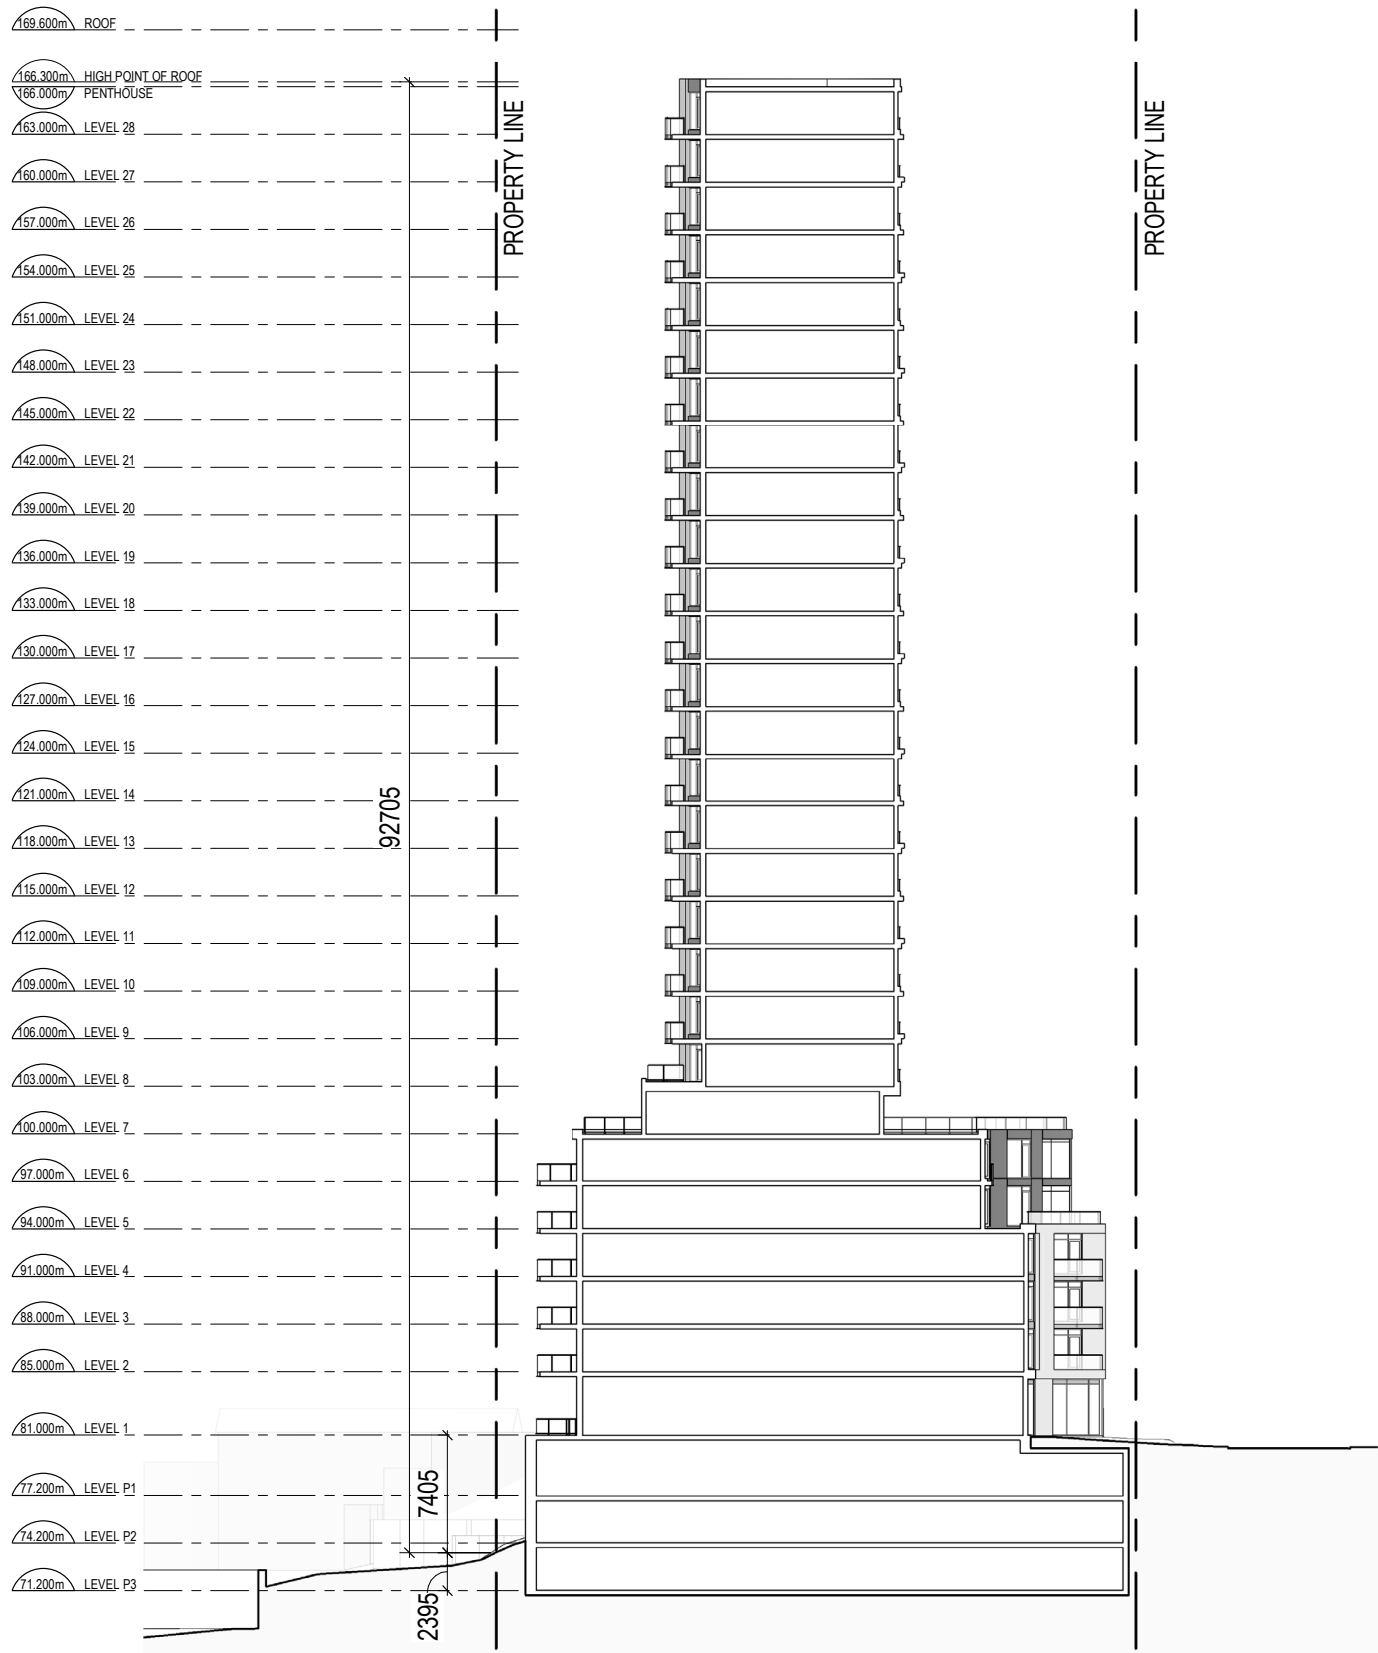 169.600m ROOF
166.300m HIGH POINT OF ROOF
166.000m PENTHOUSE
163.000m LEVEL 28
160.000m LEVEL 27
157.000m LEVEL 26
154.000m LEVEL 25
151.000m LEVEL 24
148.000m LEVEL 23
145.000m LEVEL 22
142.000m LEVEL 21
139.000m LEVEL 20
136.000m LEVEL 19
133.000m LEVEL 18
130.000m LEVEL 17
127.000m LEVEL 16
124.000m LEVEL 15
121.000m LEVEL 14
118.000m LEVEL 13
115.000m LEVEL 12
112.000m LEVEL 11
109.000m LEVEL 10
106.000m LEVEL 9
103.000m LEVEL 8
100.000m LEVEL 7
97.000m LEVEL 6
94.000m LEVEL 5
91.000m LEVEL 4
88.000m LEVEL 3
85.000m LEVEL 2
81.000m LEVEL 1
77.200m LEVEL P1
74.200m LEVEL P2
71.200m LEVEL P3
92705
7405
2395
PROPERTY LINE
PROPERTY LINE